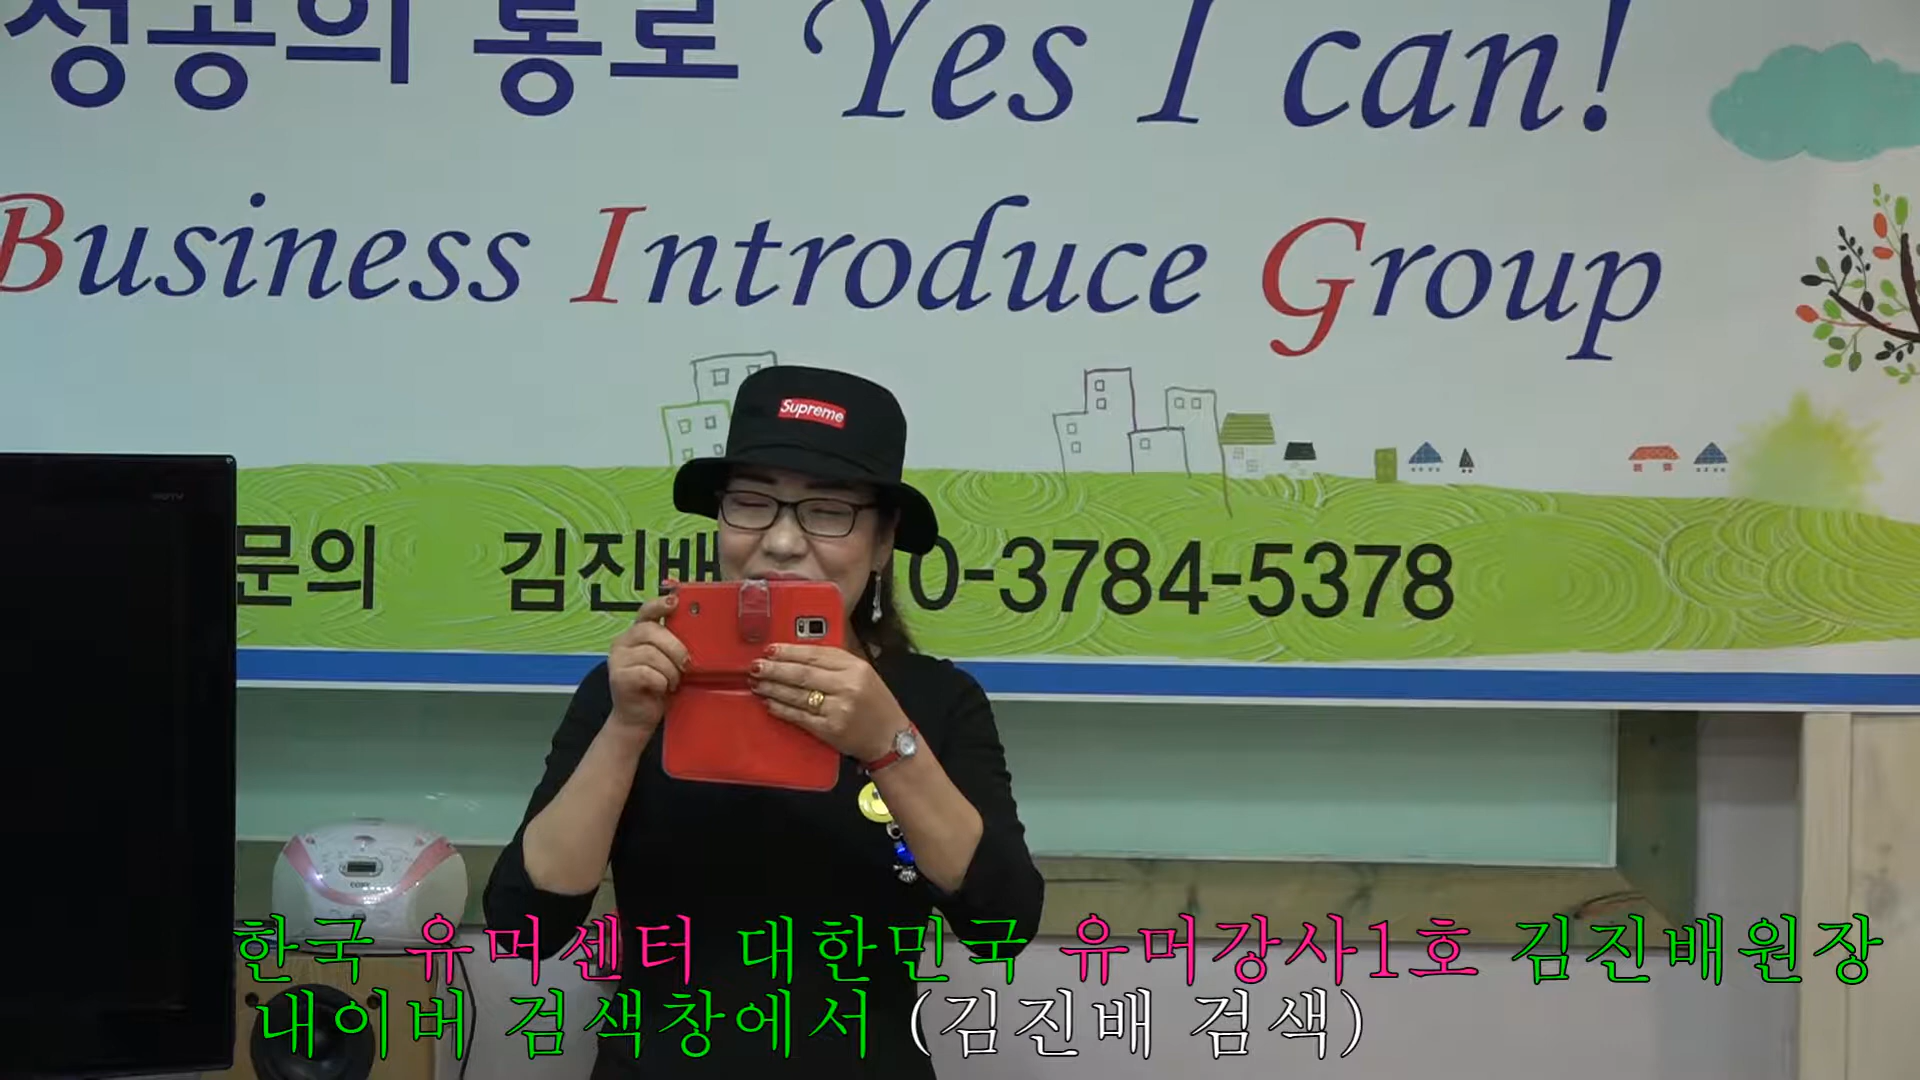 성공의 통로 Yes I can!
Business Introduce Group
Supreme
문의 김진배 0-3784-5378
한국 유머센터 대한민국 유머강사1호 김진배원장
내이버 검색창에서 (김진배 검색)